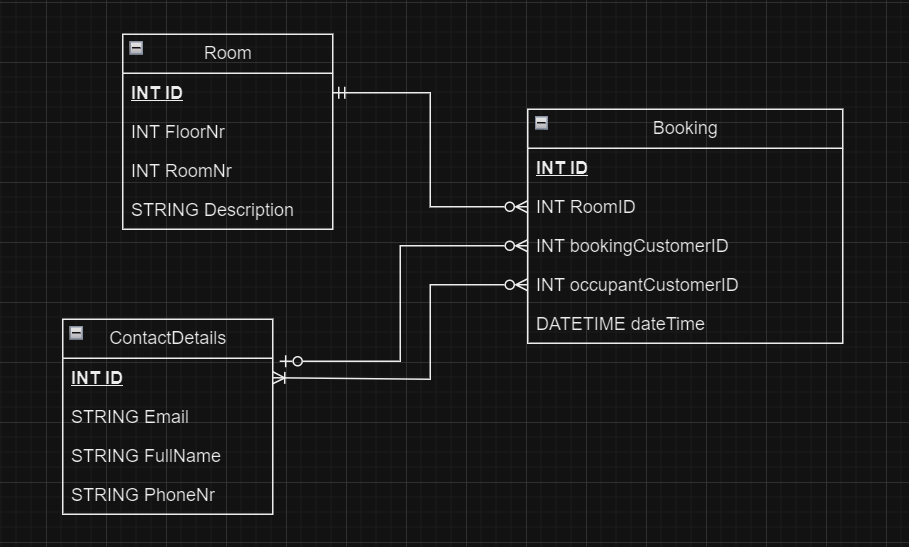 Room
INT ID
INT FloorNr
INT RoomNr
STRING Description
Booking
INT ID
INT RoomID
INT bookingCustomerID
INT occupantCustomerID
DATETIME dateTime
ContactDetails
INT ID
STRING Email
STRING FullName
STRING PhoneNr